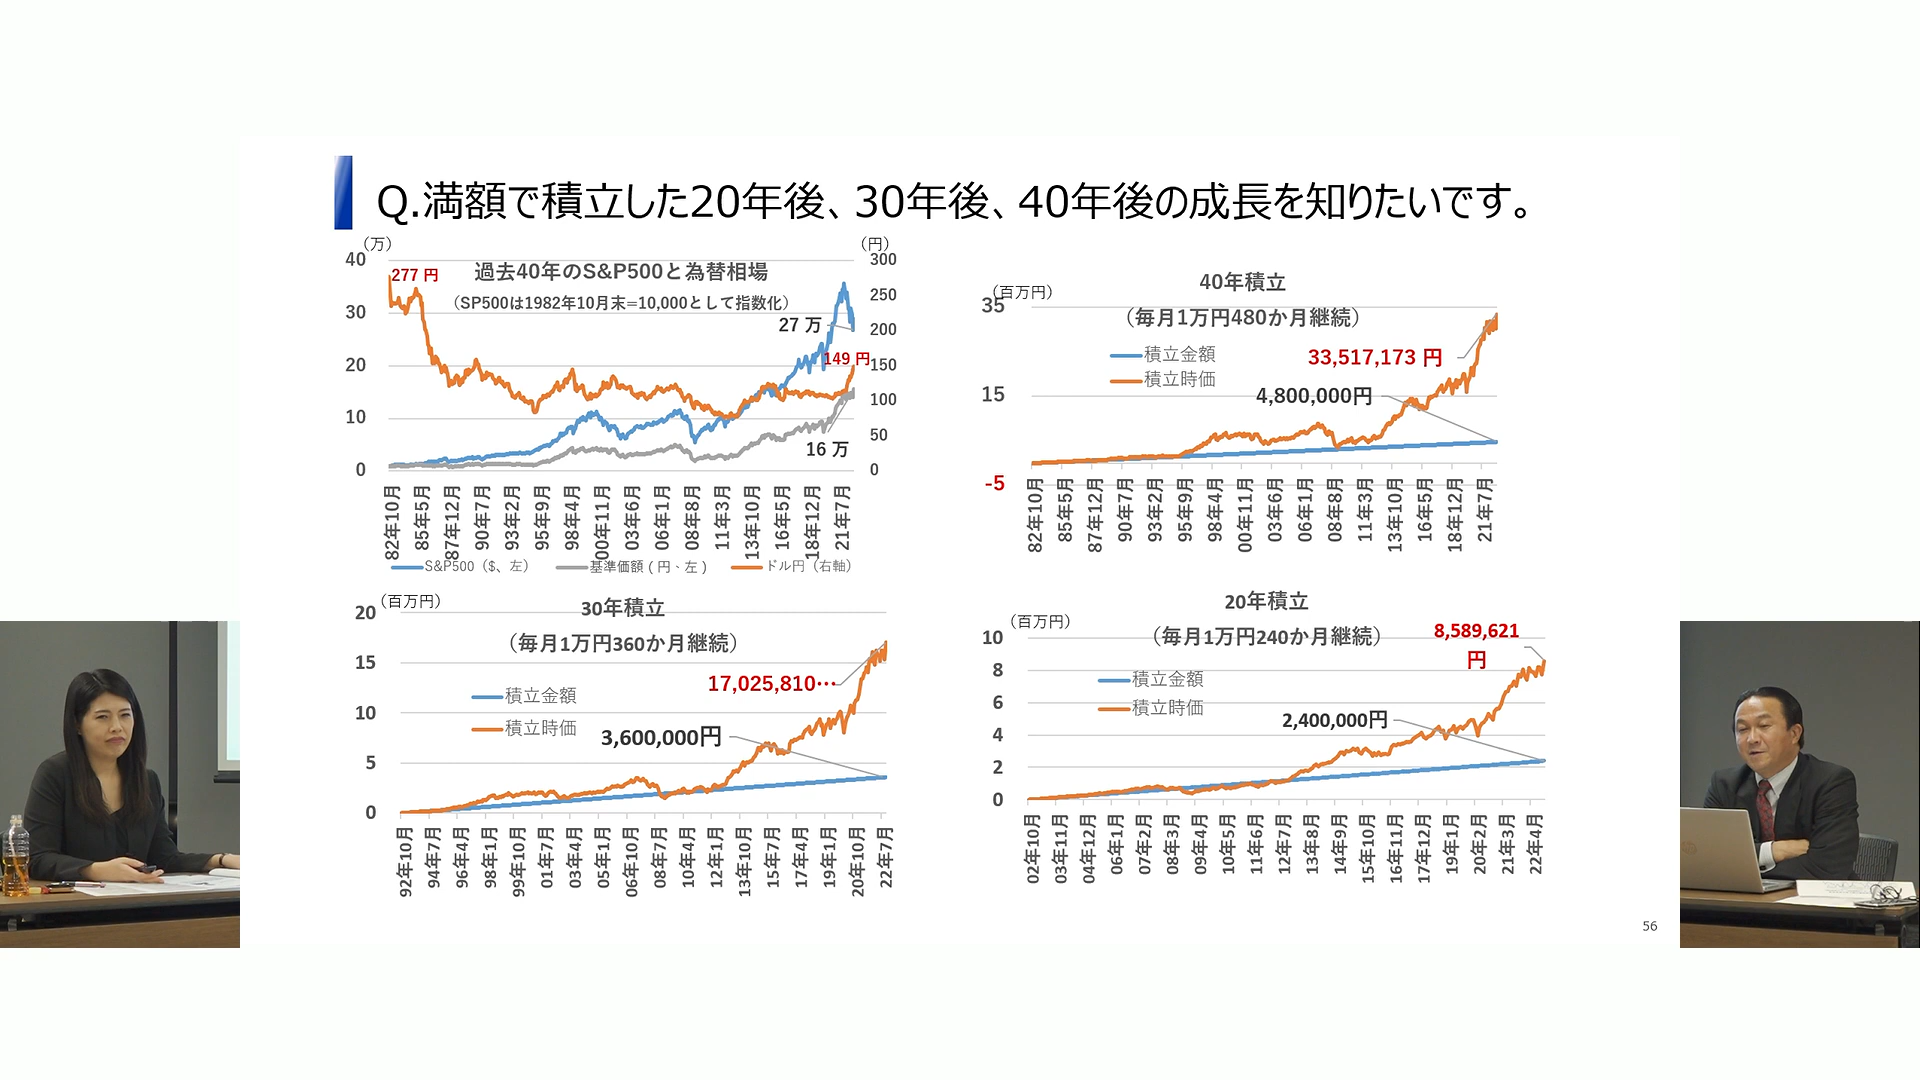 Q.満額で積立した20年後、30年後、40年後の成長を知りたいです。
（万）
（円）
過去40年のS&P500と為替相場
（SP500は1982年10月末=10,000として指数化）
40
30
20
10
0
300
250
200
150
100
50
0
277 円
27 万
149 円
16 万
82年10月
85年5月
87年12月
90年7月
93年2月
95年9月
98年4月
00年11月
03年6月
06年1月
08年8月
11年3月
13年10月
16年5月
18年12月
21年7月
S&P500（$、左）
基準価額（円、左）
ドル円（右軸）
40年積立
（百万円）
（毎月1万円480か月継続）
35
15
-5
積立金額
積立時価
33,517,173 円
4,800,000円
82年10月
85年5月
87年12月
90年7月
93年2月
95年9月
98年4月
00年11月
03年6月
06年1月
08年8月
11年3月
13年10月
16年5月
18年12月
21年7月
30年積立
（百万円）
（毎月1万円360か月継続）
20
15
10
5
0
積立金額
積立時価
17,025,810…
3,600,000円
92年10月
94年7月
96年4月
98年1月
99年10月
01年7月
03年4月
05年1月
06年10月
08年7月
10年4月
12年1月
13年10月
15年7月
17年4月
19年1月
20年10月
22年7月
20年積立
（百万円）
（毎月1万円240か月継続）
10
8
6
4
2
0
積立金額
積立時価
8,589,621
円
2,400,000円
02年10月
03年11月
04年12月
06年1月
07年2月
08年3月
09年4月
10年5月
11年6月
12年7月
13年8月
14年9月
15年10月
16年11月
17年12月
19年1月
20年2月
21年3月
22年4月
56